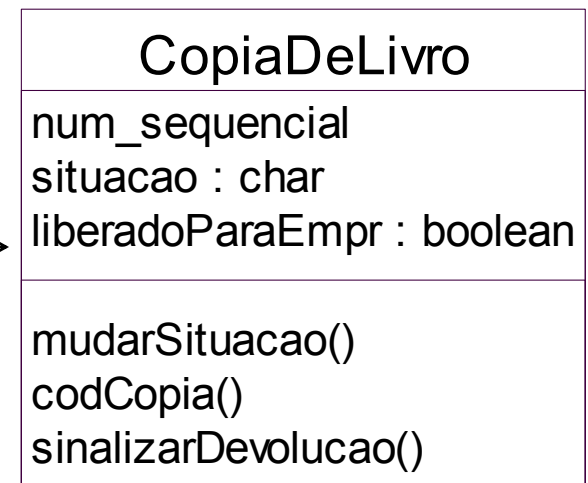 CopiaDeLivro
num_sequencial
situacao : char
liberadoParaEmpr : boolean
mudarSituacao()
codCopia()
sinalizarDevolucao()